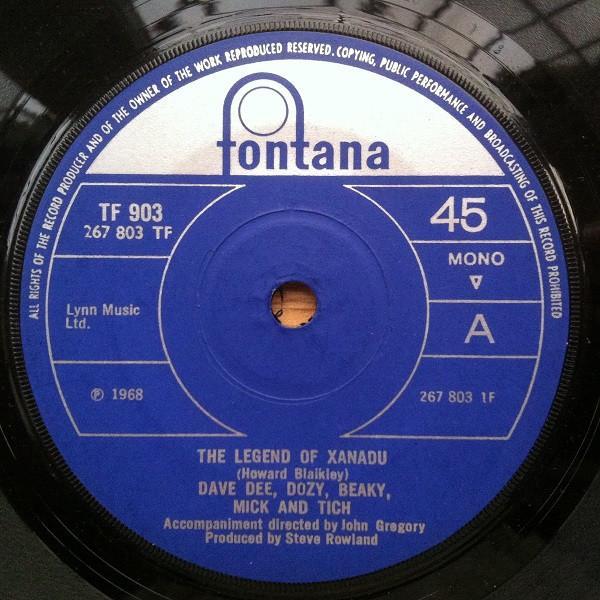 ALL RIGHTS OF THE RECORD PRODUCER AND OF THE OWNER OF THE WORK REPRODUCED RESERVED. COPYING, PUBLIC PERFORMANCE AND BROADCASTING OF THIS RECORD PROHIBITED
fontana
TF 903
267 803 TF
45
MONO
A
Lynn Music
Ltd.
℗ 1968
267 803 1F
THE LEGEND OF XANADU
(Howard Blaikley)
DAVE DEE, DOZY, BEAKY,
MICK AND TICH
Accompaniment directed by John Gregory
Produced by Steve Rowland